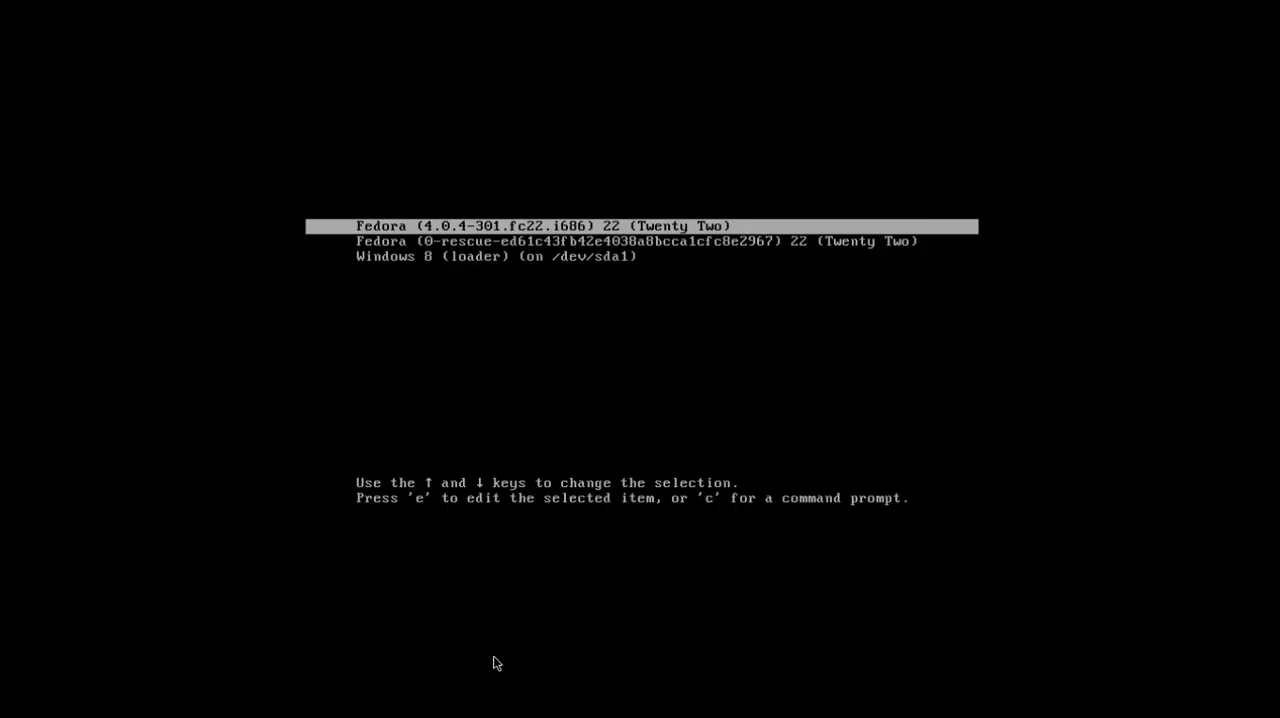 Fedora (4.0.4-301.fc22.i686) 22 (Twenty Two)
Fedora (0-rescue-ed61c43fb42e4038a8bcca1cfc8e2967) 22 (Twenty Two)
Windows 8 (loader) (on /dev/sda1)
Use the ↑ and ↓ keys to change the selection.
Press 'e' to edit the selected item, or 'c' for a command prompt.